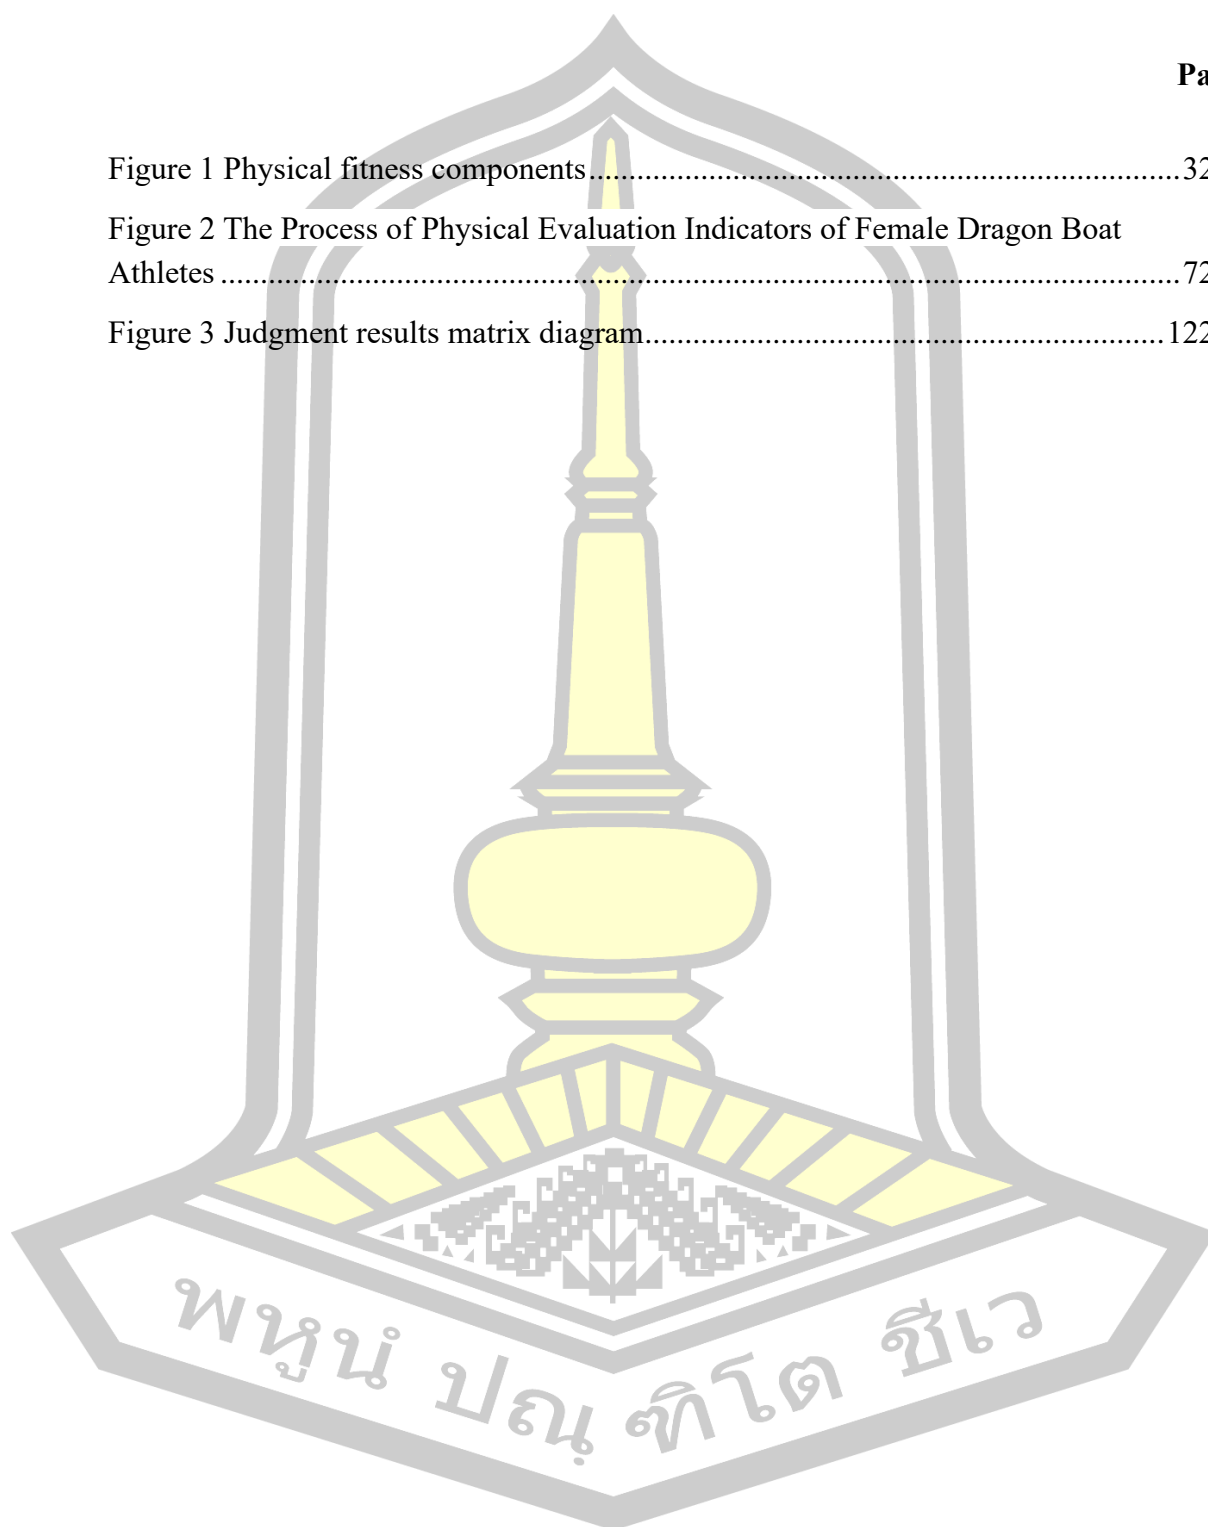 Pa
Figure 1 Physical fitness components..............................................................................32
Figure 2 The Process of Physical Evaluation Indicators of Female Dragon Boat
Athletes ...........................................................................................................................72
Figure 3 Judgment results matrix diagram...................................................................122
พหูนํ ปณฺฑิโต ชีเว